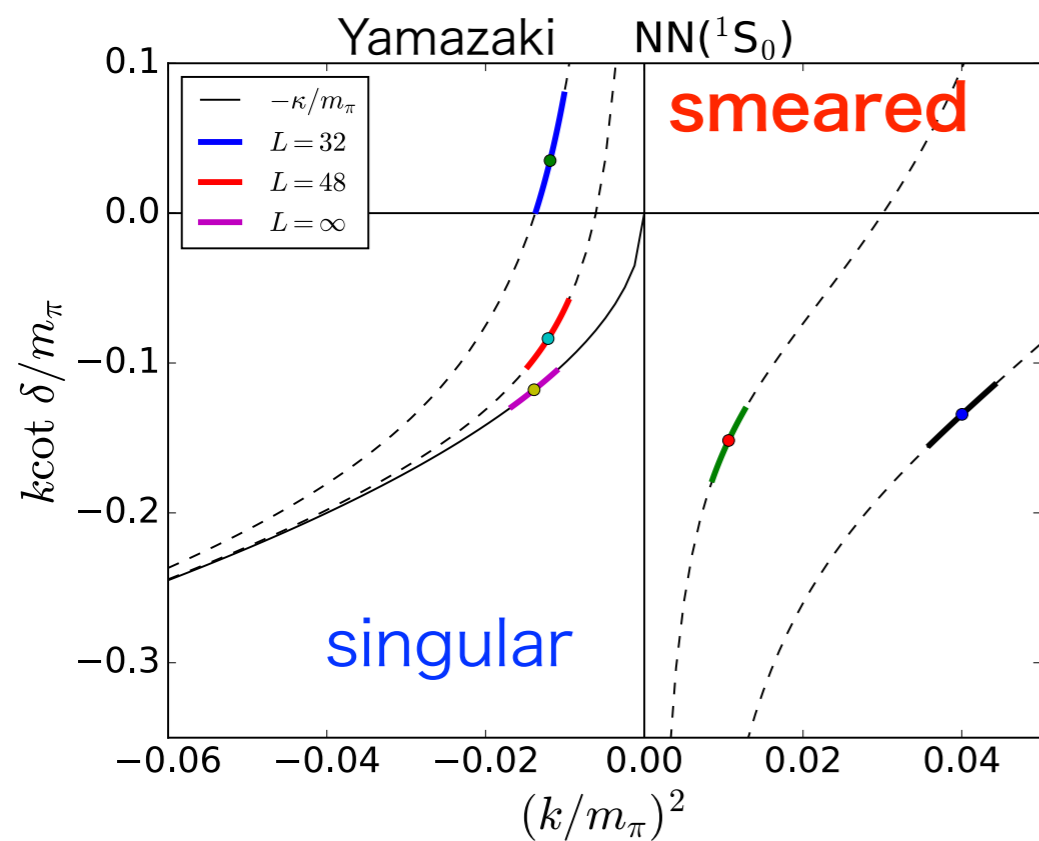 Yamazaki NN(¹S₀)
smeared
−κ/m_π
L = 32
L = 48
L = ∞
0.1
0.0
−0.1
−0.2
−0.3
kcot δ/m_π
singular
−0.06
−0.04
−0.02
0.00
0.02
0.04
(k/m_π)²